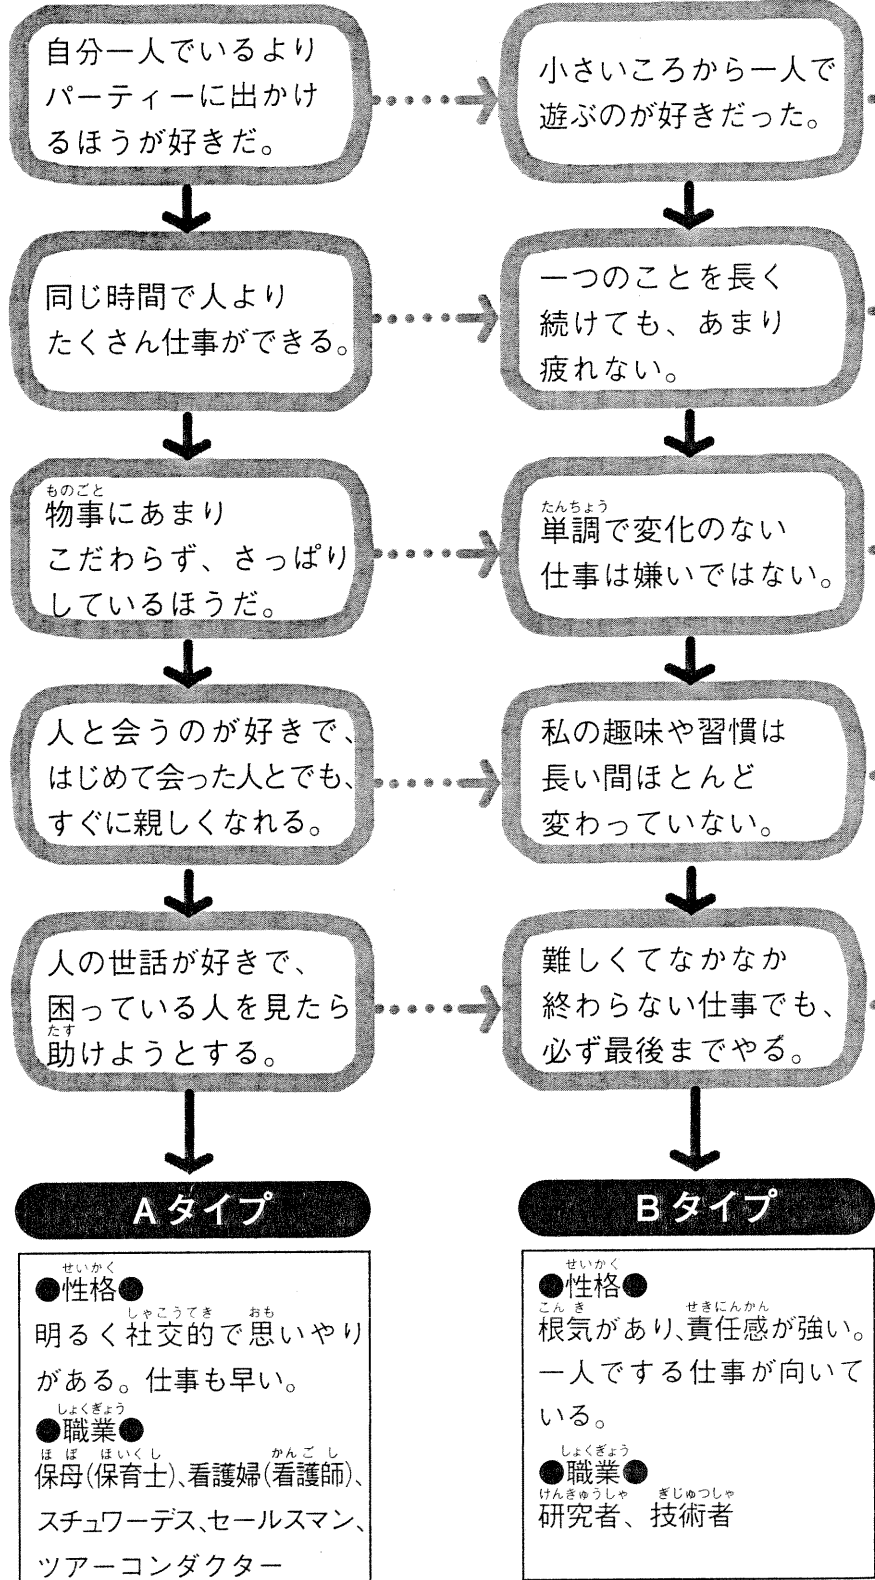 自分一人でいるより
パーティーに出かけ
るほうが好きだ。
小さいころから一人で
遊ぶのが好きだった。
同じ時間で人より
たくさん仕事ができる。
一つのことを長く
続けても、あまり
疲れない。
ものごと
物事にあまり
こだわらず、さっぱり
しているほうだ。
たんちょう
単調で変化のない
仕事は嫌いではない。
人と会うのが好きで、
はじめて会った人とでも、
すぐに親しくなれる。
私の趣味や習慣は
長い間ほとんど
変わっていない。
人の世話が好きで、
困っている人を見たら
たす
助けようとする。
難しくてなかなか
終わらない仕事でも、
必ず最後までやる。
Aタイプ
せいかく
●性格●
しゃこうてき おも
明るく社交的で思いやり
がある。仕事も早い。
しょくぎょう
●職業●
ほぼ ほいくし かんごし
保母(保育士)、看護婦(看護師)、
スチュワーデス、セールスマン、
ツアーコンダクター
Bタイプ
せいかく
●性格●
こんき せきにんかん
根気があり、責任感が強い。
一人でする仕事が向いて
いる。
しょくぎょう
●職業●
けんきゅうしゃ ぎじゅつしゃ
研究者、技術者